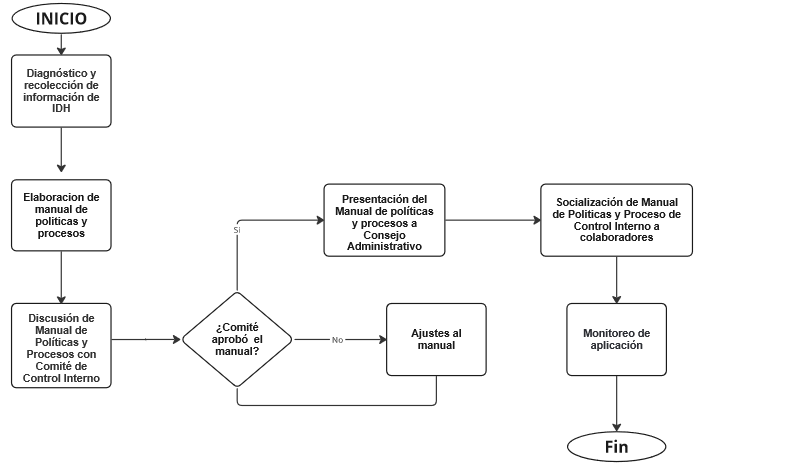 INICIO
Diagnóstico y
recolección de
información de
IDH
Elaboracion de
manual de
políticas y
procesos
Discusión de
Manual de
Políticas y
Procesos con
Comité de
Control Interno
¿Comité
aprobó el
manual?
Si
No
Presentación del
Manual de políticas
y procesos a
Consejo
Administrativo
Ajustes al
manual
Socialización de Manual
de Politicas y Proceso de
Control Interno a
colaboradores
Monitoreo de
aplicación
Fin